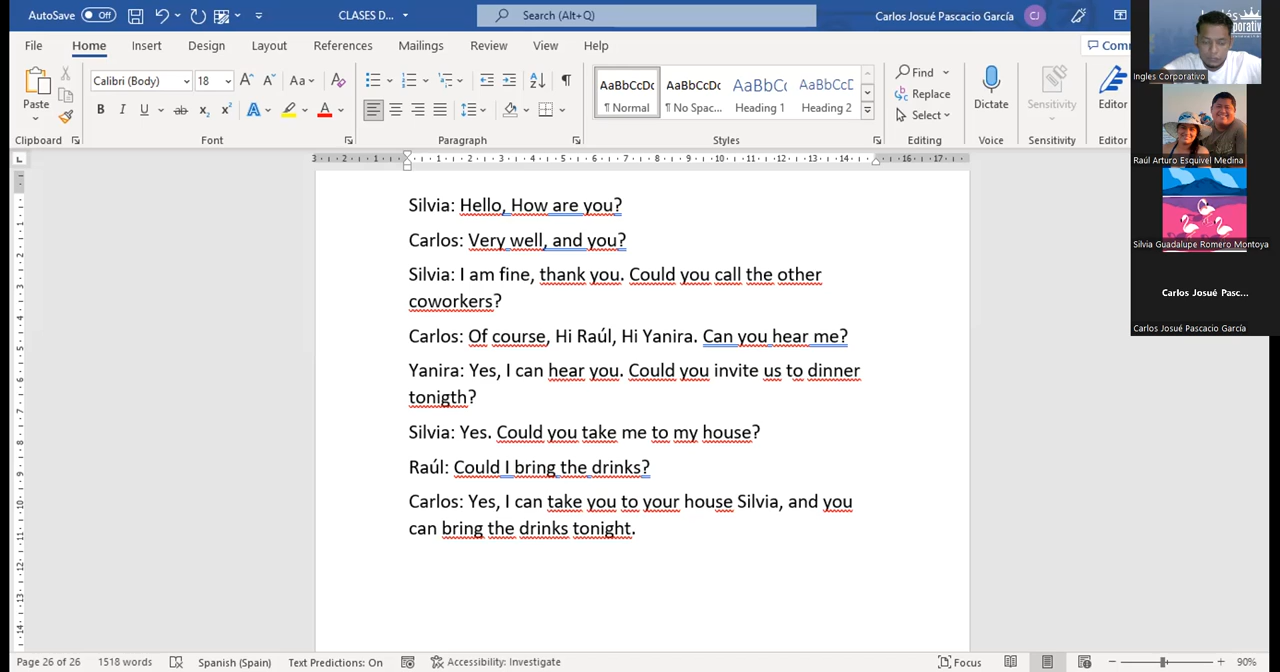 AutoSave Off CLASES D... Search (Alt+Q) Carlos Josué Pascacio García CJ
File Home Insert Design Layout References Mailings Review View Help
Paste Calibri (Body) 18 Aa AaBbCcDc AaBbCcDc AaBbCc AaBbCcE Find Dictate Sensitivity Editor
¶ Normal ¶ No Spac... Heading 1 Heading 2 Replace
Select
Clipboard Font Paragraph Styles Editing Voice Sensitivity Editor
Silvia: Hello, How are you?
Carlos: Very well, and you?
Silvia: I am fine, thank you. Could you call the other
coworkers?
Carlos: Of course, Hi Raúl, Hi Yanira. Can you hear me?
Yanira: Yes, I can hear you. Could you invite us to dinner
tonigth?
Silvia: Yes. Could you take me to my house?
Raúl: Could I bring the drinks?
Carlos: Yes, I can take you to your house Silvia, and you
can bring the drinks tonight.
Ingles Corporativo
Raúl Arturo Esquivel Medina
Silvia Guadalupe Romero Montoya
Carlos Josué Pasc...
Carlos Josué Pascacio García
Page 26 of 26 1518 words Spanish (Spain) Text Predictions: On Accessibility: Investigate Focus 90%